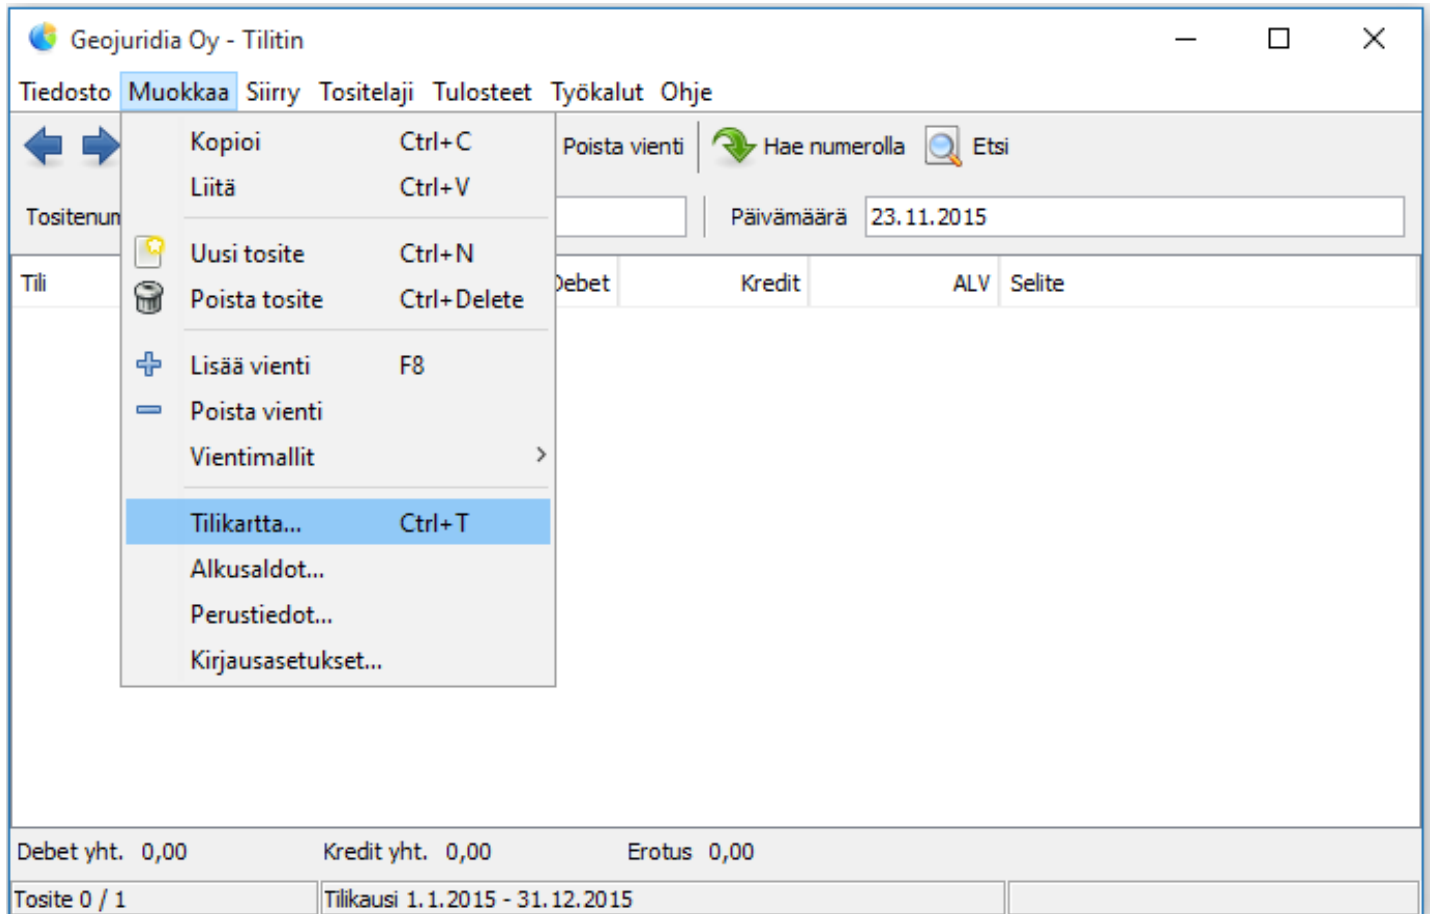 Geojuridia Oy - Tilitin
Tiedosto Muokkaa Siirry Tositelaji Tulosteet Työkalut Ohje
Poista vienti Hae numerolla Etsi
Päivämäärä 23.11.2015
Tili Kredit ALV Selite
Kopioi Ctrl+C
Liitä Ctrl+V
Uusi tosite Ctrl+N
Poista tosite Ctrl+Delete
Lisää vienti F8
Poista vienti
Vientimallit
Tilikartta... Ctrl+T
Alkusaldot...
Perustiedot...
Kirjausasetukset...
Debet yht. 0,00 Kredit yht. 0,00 Erotus 0,00
Tosite 0 / 1 Tilikausi 1.1.2015 - 31.12.2015